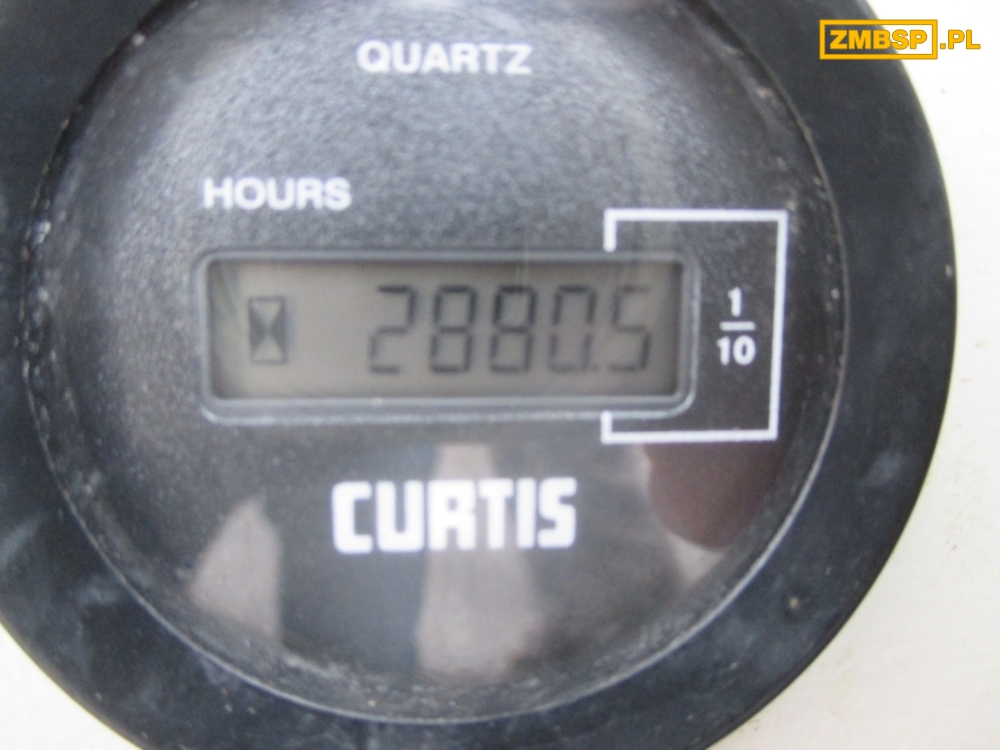 ZMBSP.PL
QUARTZ
HOURS
2880.5
1
10
CURTIS